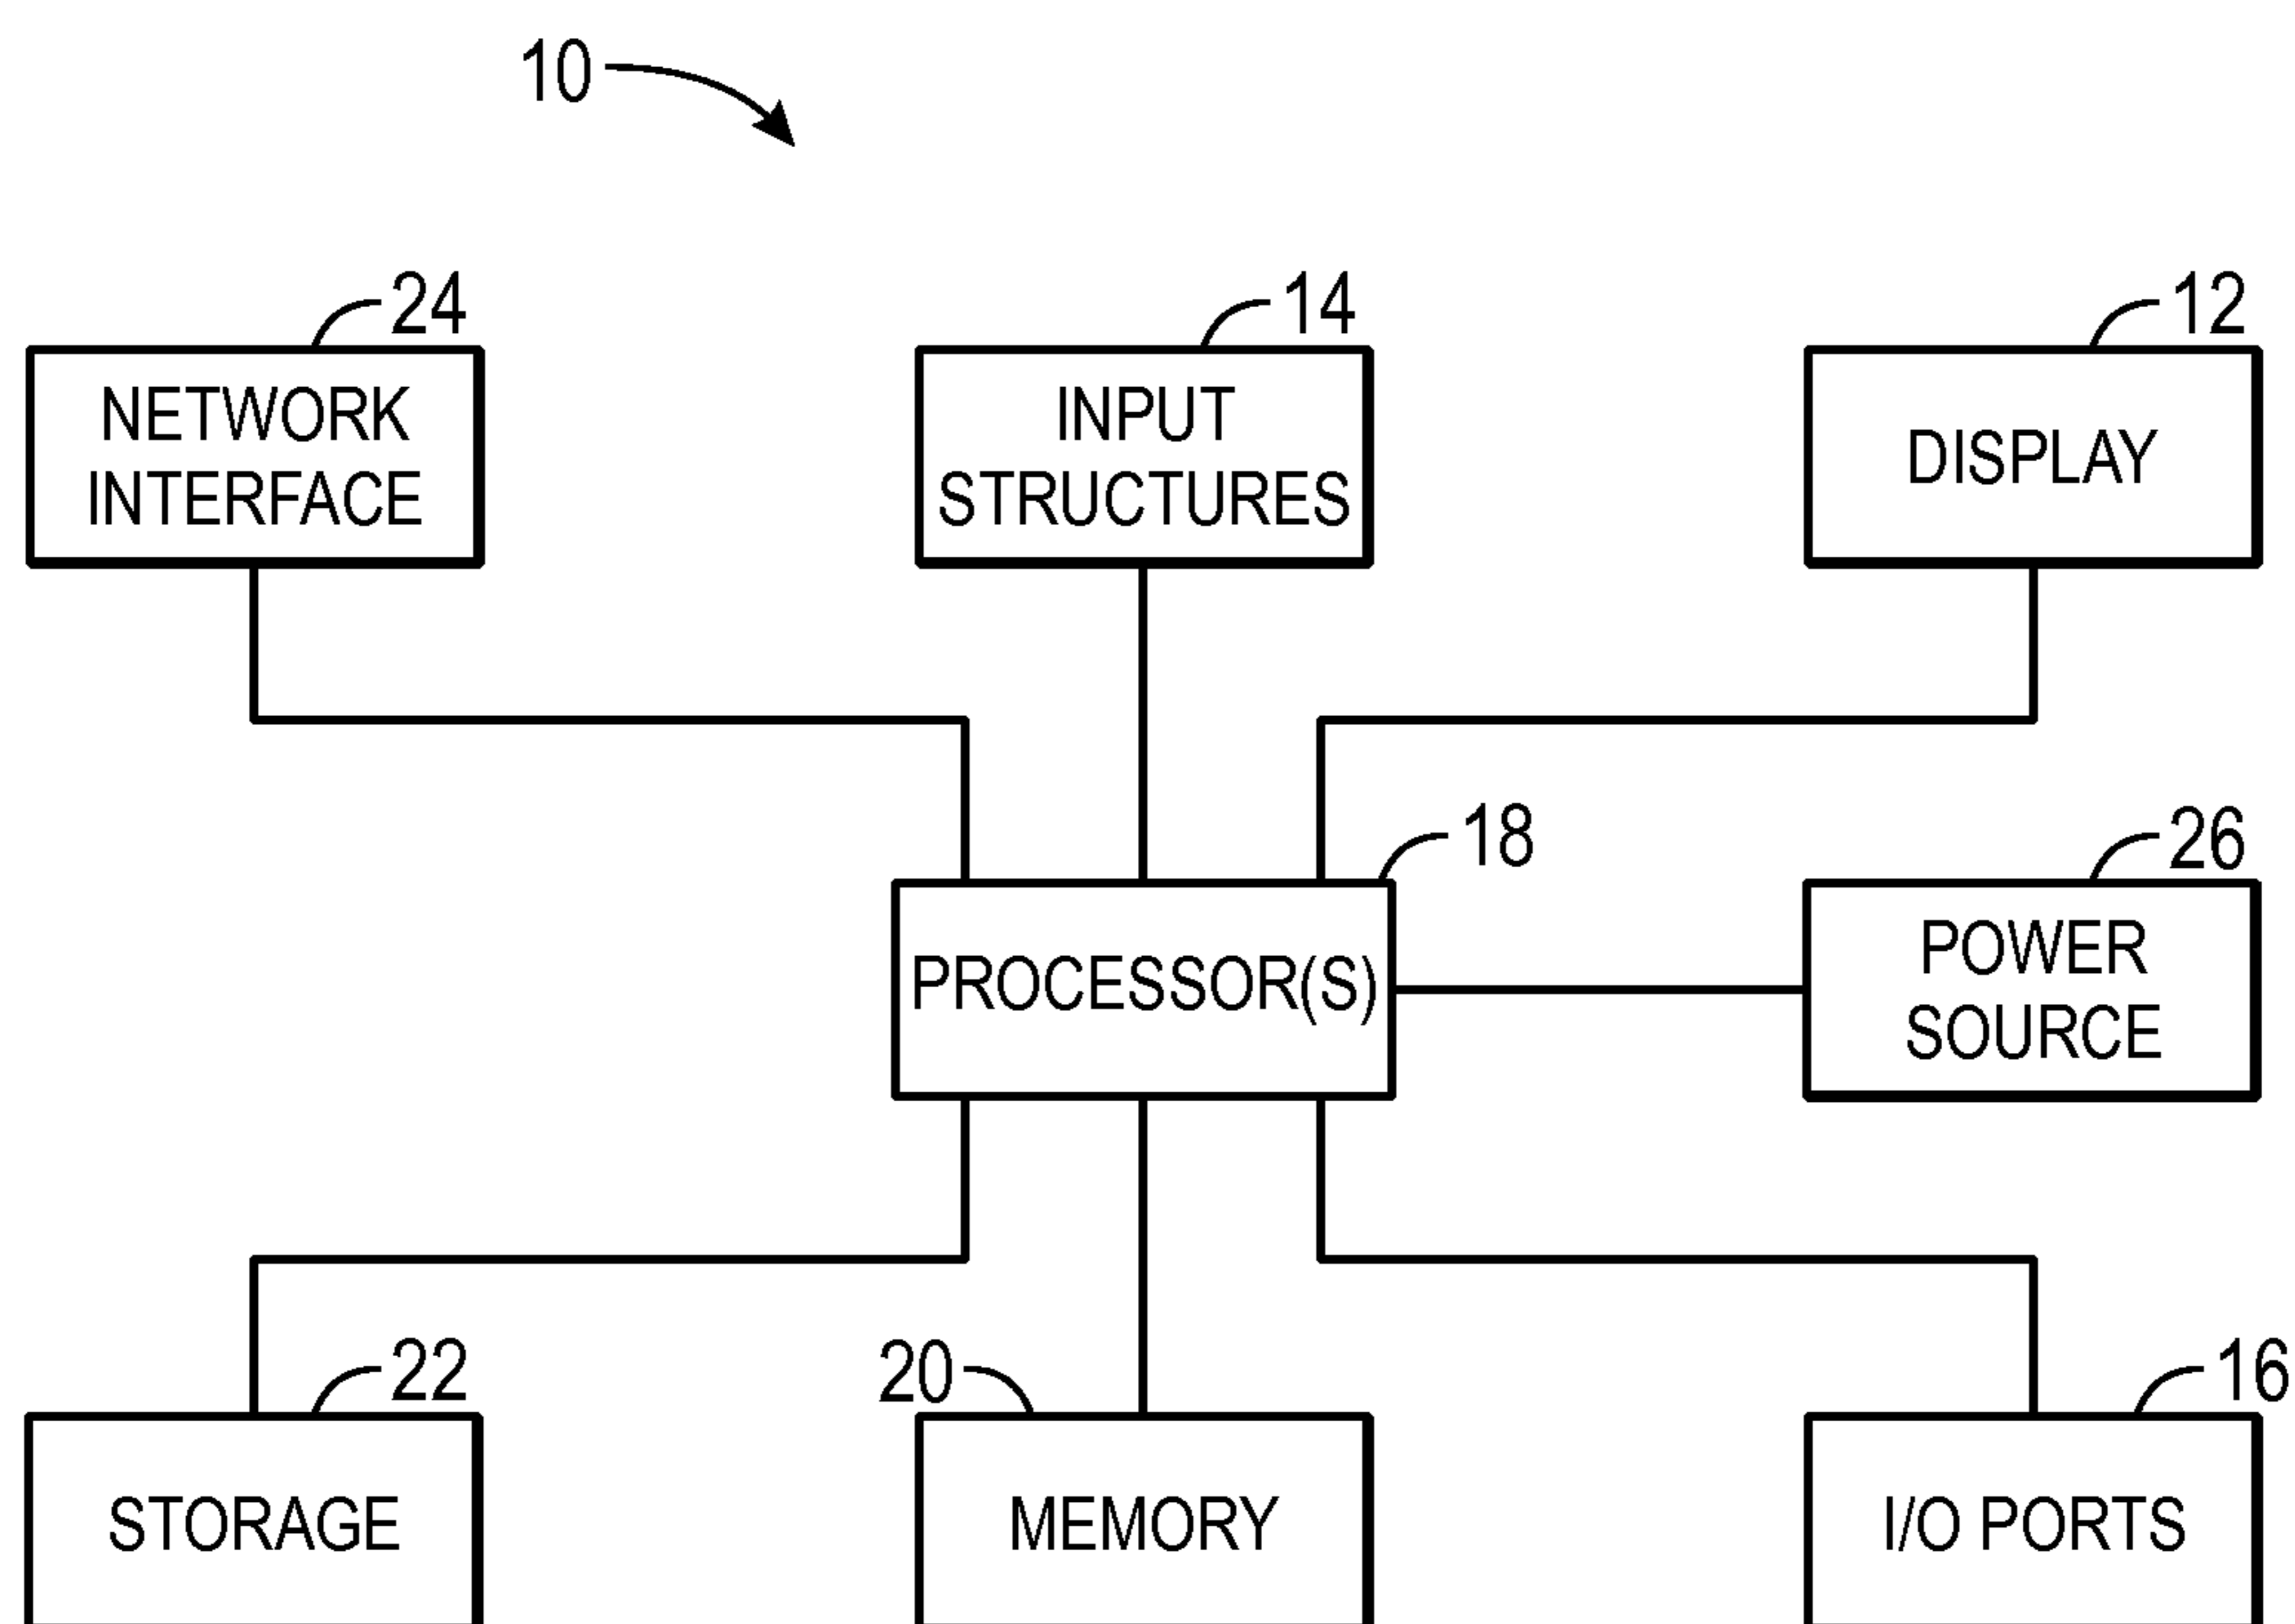 10
24
14
12
NETWORK
INTERFACE
INPUT
STRUCTURES
DISPLAY
18
26
PROCESSOR(S)
POWER
SOURCE
22
20
16
STORAGE
MEMORY
I/O PORTS